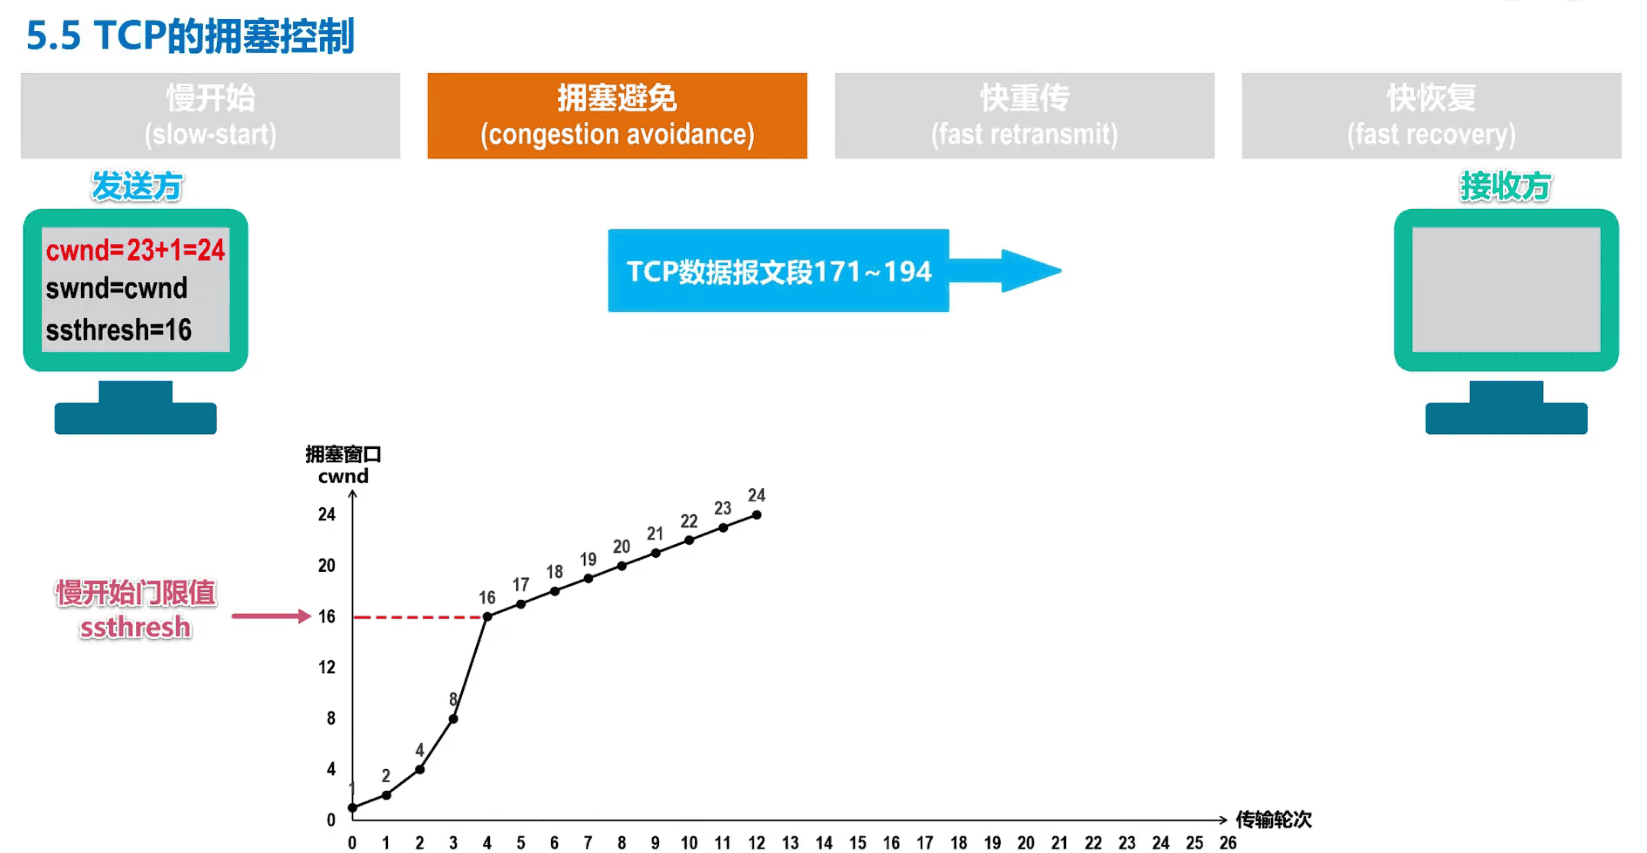 5.5 TCP的拥塞控制
慢开始
(slow-start)
拥塞避免
(congestion avoidance)
快重传
(fast retransmit)
快恢复
(fast recovery)
发送方
接收方
cwnd=23+1=24
swnd=cwnd
ssthresh=16
TCP数据报文段171~194
拥塞窗口
cwnd
24
20
16
12
8
4
0
慢开始门限值
ssthresh
1
2
4
8
16
17
18
19
20
21
22
23
24
0 1 2 3 4 5 6 7 8 9 10 11 12 13 14 15 16 17 18 19 20 21 22 23 24 25 26
传输轮次